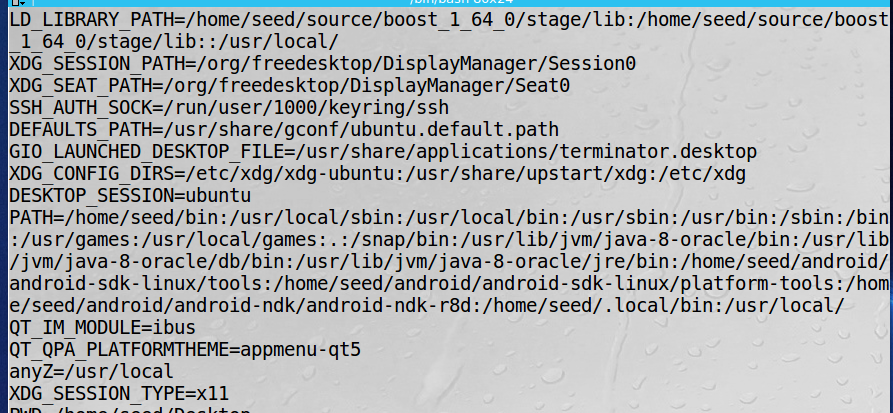 /bin/bash 80x24
LD_LIBRARY_PATH=/home/seed/source/boost_1_64_0/stage/lib:/home/seed/source/boost
_1_64_0/stage/lib::/usr/local/
XDG_SESSION_PATH=/org/freedesktop/DisplayManager/Session0
XDG_SEAT_PATH=/org/freedesktop/DisplayManager/Seat0
SSH_AUTH_SOCK=/run/user/1000/keyring/ssh
DEFAULTS_PATH=/usr/share/gconf/ubuntu.default.path
GIO_LAUNCHED_DESKTOP_FILE=/usr/share/applications/terminator.desktop
XDG_CONFIG_DIRS=/etc/xdg/xdg-ubuntu:/usr/share/upstart/xdg:/etc/xdg
DESKTOP_SESSION=ubuntu
PATH=/home/seed/bin:/usr/local/sbin:/usr/local/bin:/usr/sbin:/usr/bin:/sbin:/bin
:/usr/games:/usr/local/games:.:/snap/bin:/usr/lib/jvm/java-8-oracle/bin:/usr/lib
/jvm/java-8-oracle/db/bin:/usr/lib/jvm/java-8-oracle/jre/bin:/home/seed/android/
android-sdk-linux/tools:/home/seed/android/android-sdk-linux/platform-tools:/hom
e/seed/android/android-ndk/android-ndk-r8d:/home/seed/.local/bin:/usr/local/
QT_IM_MODULE=ibus
QT_QPA_PLATFORMTHEME=appmenu-qt5
anyZ=/usr/local
XDG_SESSION_TYPE=x11
PWD=/home/seed/Desktop